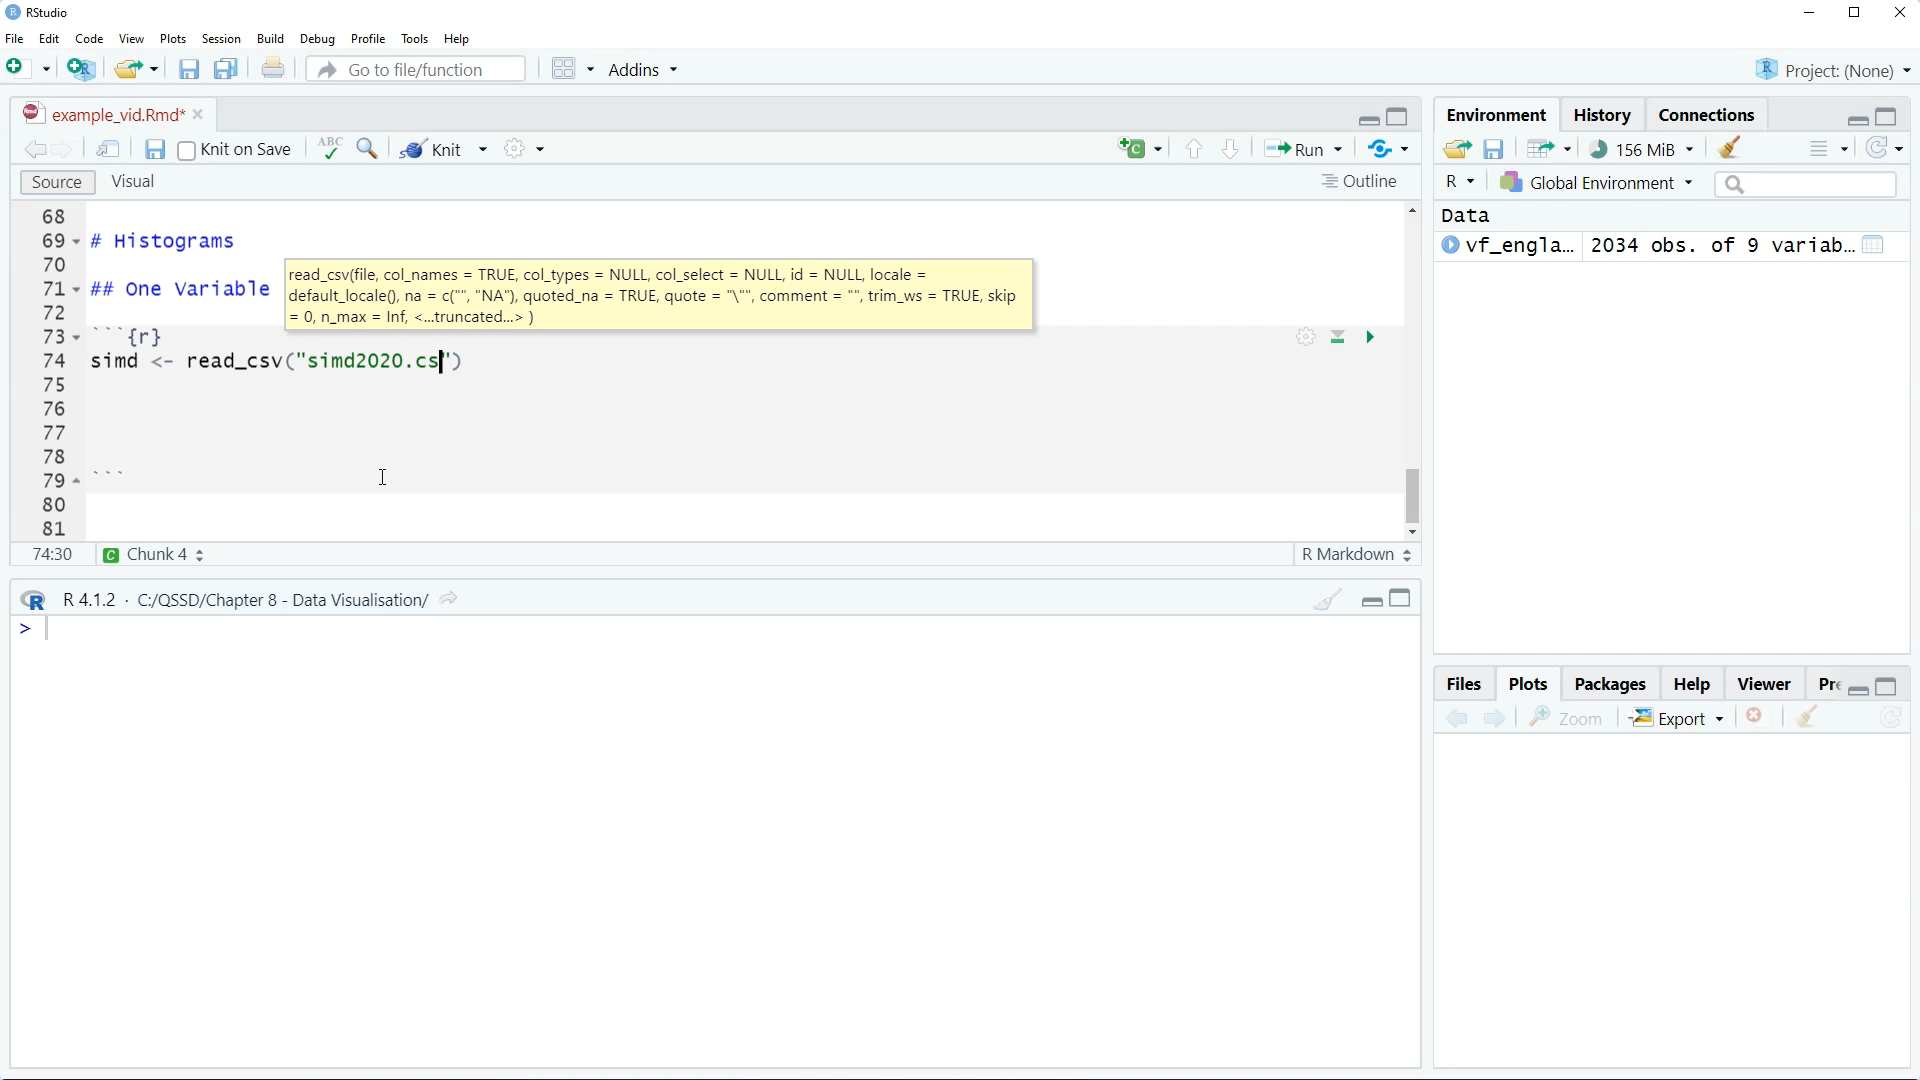 RStudio
File Edit Code View Plots Session Build Debug Profile Tools Help
Go to file/function Addins Project: (None)
example_vid.Rmd*
Knit on Save ABC Knit Run
Source Visual Outline
68
69 # Histograms
70
71 ## One Variable
72
read_csv(file, col_names = TRUE, col_types = NULL, col_select = NULL, id = NULL, locale =
default_locale(), na = c("", "NA"), quoted_na = TRUE, quote = "\"", comment = "", trim_ws = TRUE, skip
= 0, n_max = Inf, <...truncated...> )
73 ```{r}
74 simd <- read_csv("simd2020.cs")
75
76
77
78
79 ```
80
81
74:30 Chunk 4 R Markdown
R 4.1.2 · C:/QSSD/Chapter 8 - Data Visualisation/
>
Environment History Connections
156 MiB
R Global Environment
Data
vf_engla… 2034 obs. of 9 variab…
Files Plots Packages Help Viewer Pre
Zoom Export